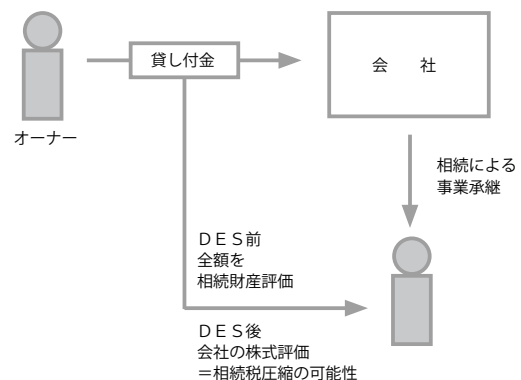 貸し付金
会　社
オーナー
相続による
事業承継
ＤＥＳ前
全額を
相続財産評価
ＤＥＳ後
会社の株式評価
＝相続税圧縮の可能性